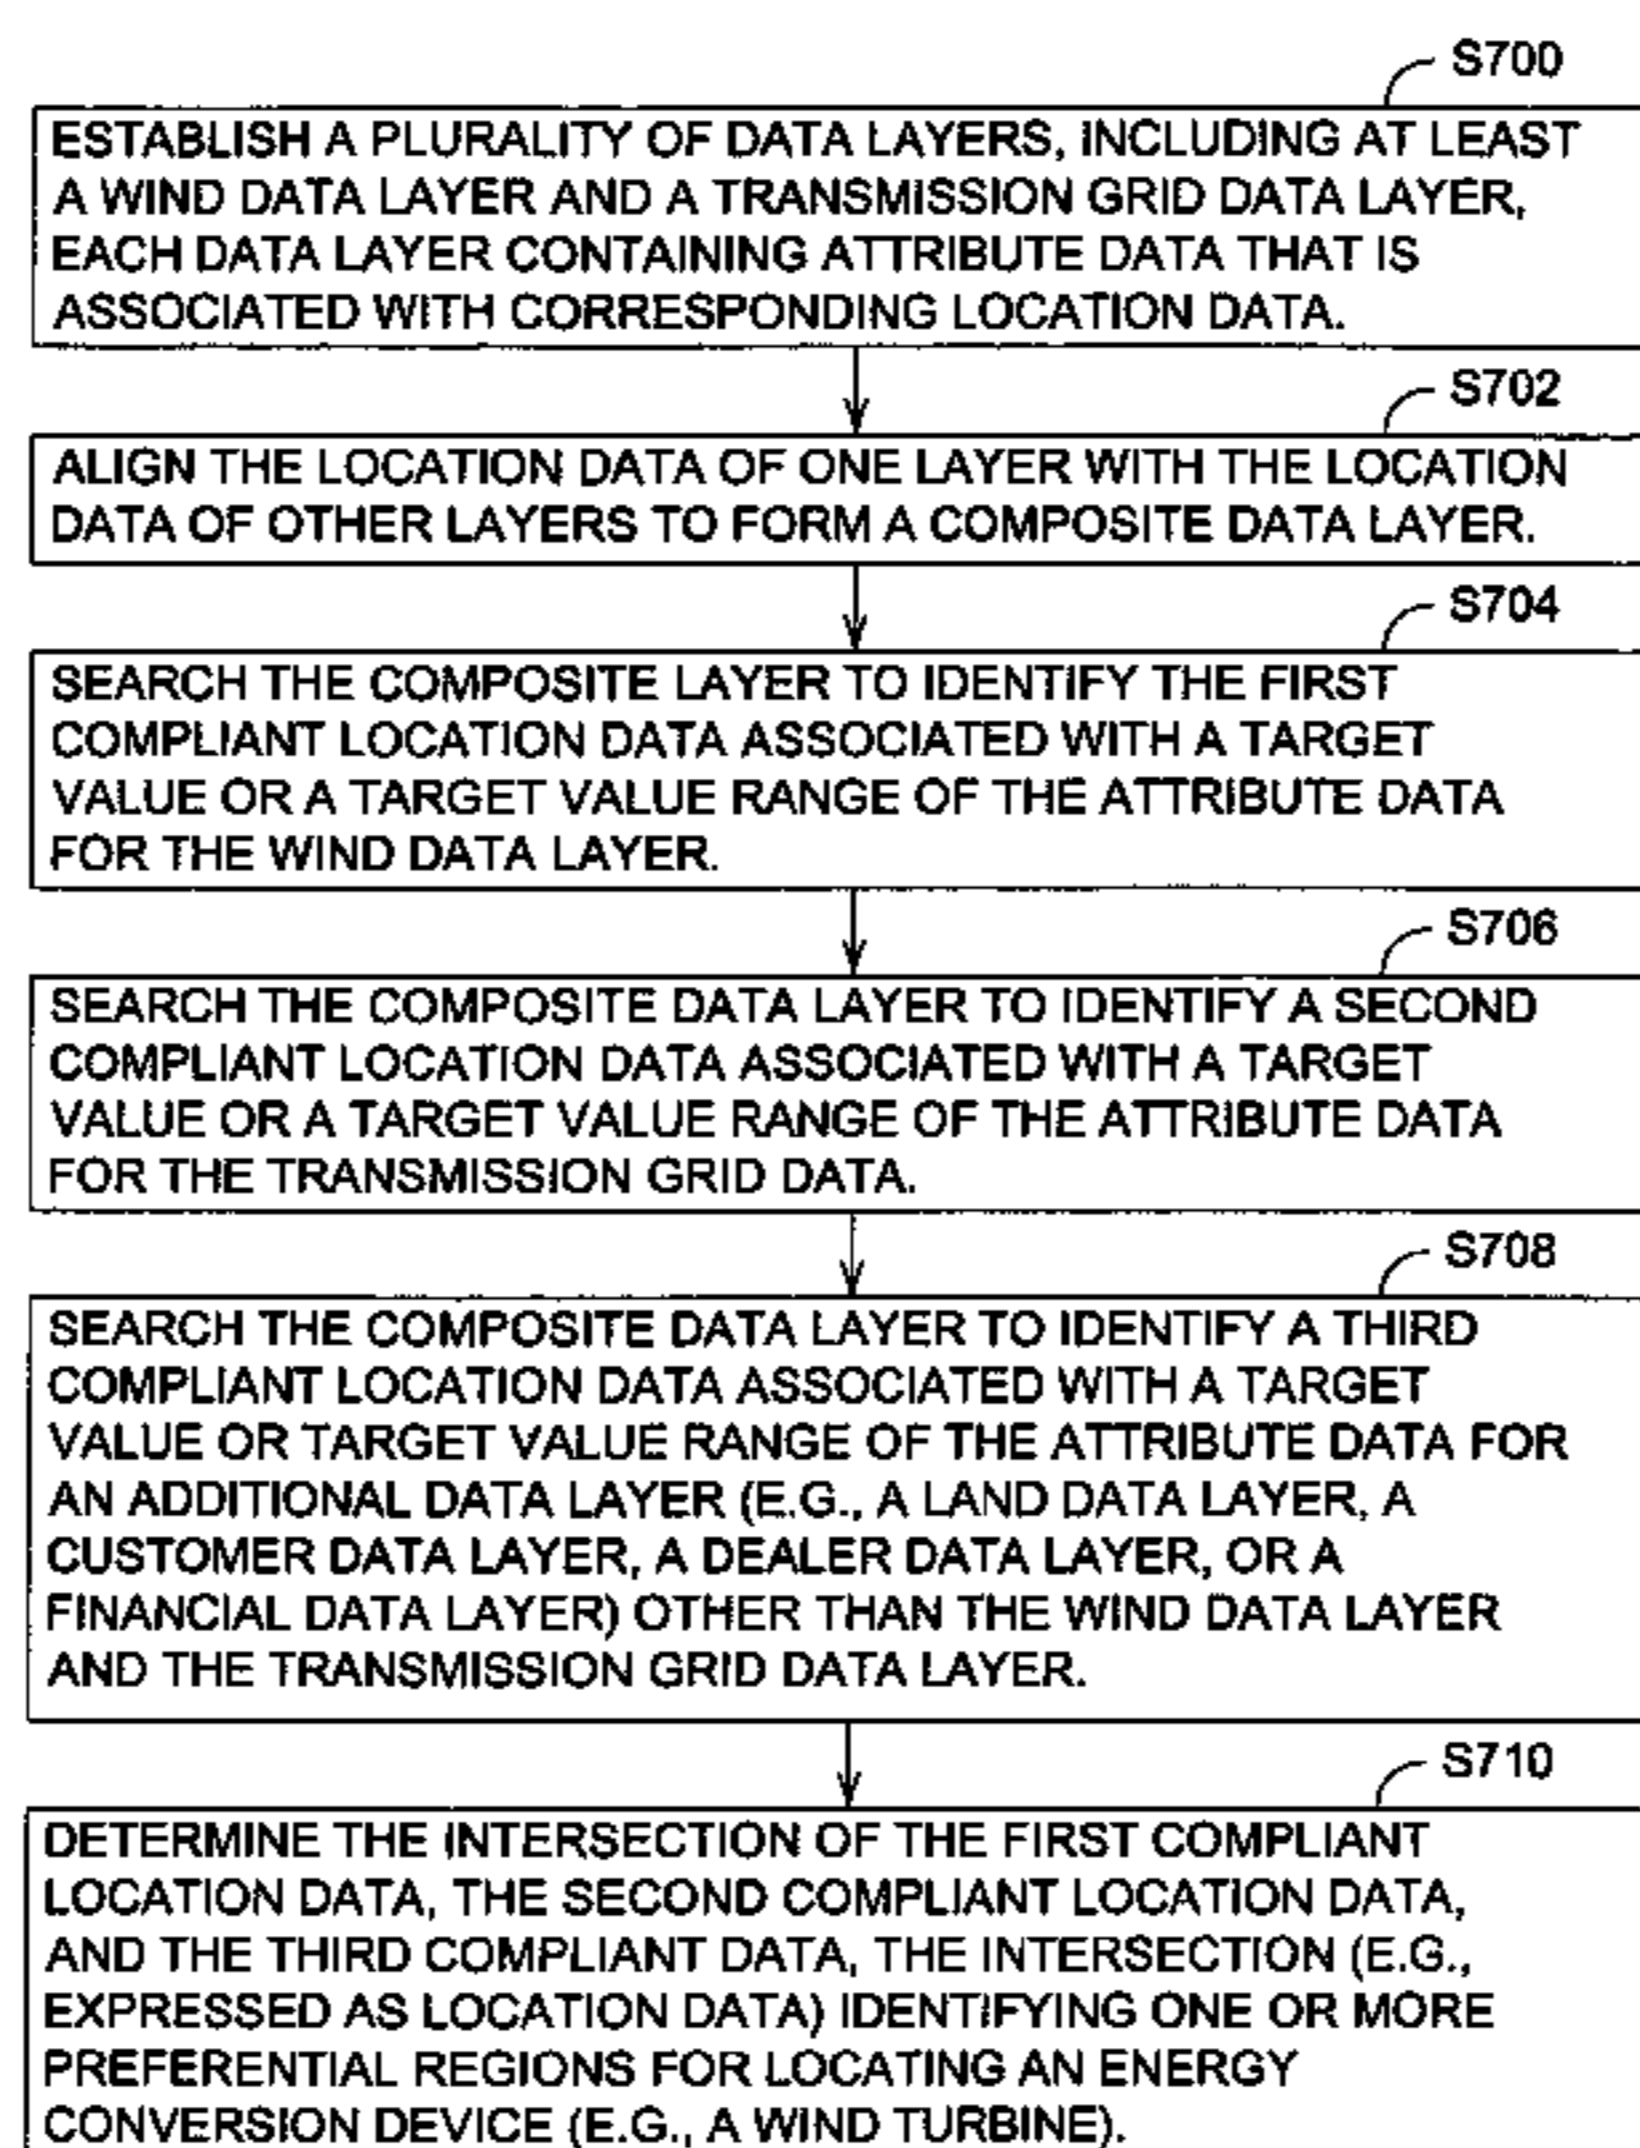 S700
ESTABLISH A PLURALITY OF DATA LAYERS, INCLUDING AT LEAST
A WIND DATA LAYER AND A TRANSMISSION GRID DATA LAYER,
EACH DATA LAYER CONTAINING ATTRIBUTE DATA THAT IS
ASSOCIATED WITH CORRESPONDING LOCATION DATA.
S702
ALIGN THE LOCATION DATA OF ONE LAYER WITH THE LOCATION
DATA OF OTHER LAYERS TO FORM A COMPOSITE DATA LAYER.
S704
SEARCH THE COMPOSITE LAYER TO IDENTIFY THE FIRST
COMPLIANT LOCATION DATA ASSOCIATED WITH A TARGET
VALUE OR A TARGET VALUE RANGE OF THE ATTRIBUTE DATA
FOR THE WIND DATA LAYER.
S706
SEARCH THE COMPOSITE DATA LAYER TO IDENTIFY A SECOND
COMPLIANT LOCATION DATA ASSOCIATED WITH A TARGET
VALUE OR A TARGET VALUE RANGE OF THE ATTRIBUTE DATA
FOR THE TRANSMISSION GRID DATA.
S708
SEARCH THE COMPOSITE DATA LAYER TO IDENTIFY A THIRD
COMPLIANT LOCATION DATA ASSOCIATED WITH A TARGET
VALUE OR TARGET VALUE RANGE OF THE ATTRIBUTE DATA FOR
AN ADDITIONAL DATA LAYER (E.G., A LAND DATA LAYER, A
CUSTOMER DATA LAYER, A DEALER DATA LAYER, OR A
FINANCIAL DATA LAYER) OTHER THAN THE WIND DATA LAYER
AND THE TRANSMISSION GRID DATA LAYER.
S710
DETERMINE THE INTERSECTION OF THE FIRST COMPLIANT
LOCATION DATA, THE SECOND COMPLIANT LOCATION DATA,
AND THE THIRD COMPLIANT DATA, THE INTERSECTION (E.G.,
EXPRESSED AS LOCATION DATA) IDENTIFYING ONE OR MORE
PREFERENTIAL REGIONS FOR LOCATING AN ENERGY
CONVERSION DEVICE (E.G., A WIND TURBINE).